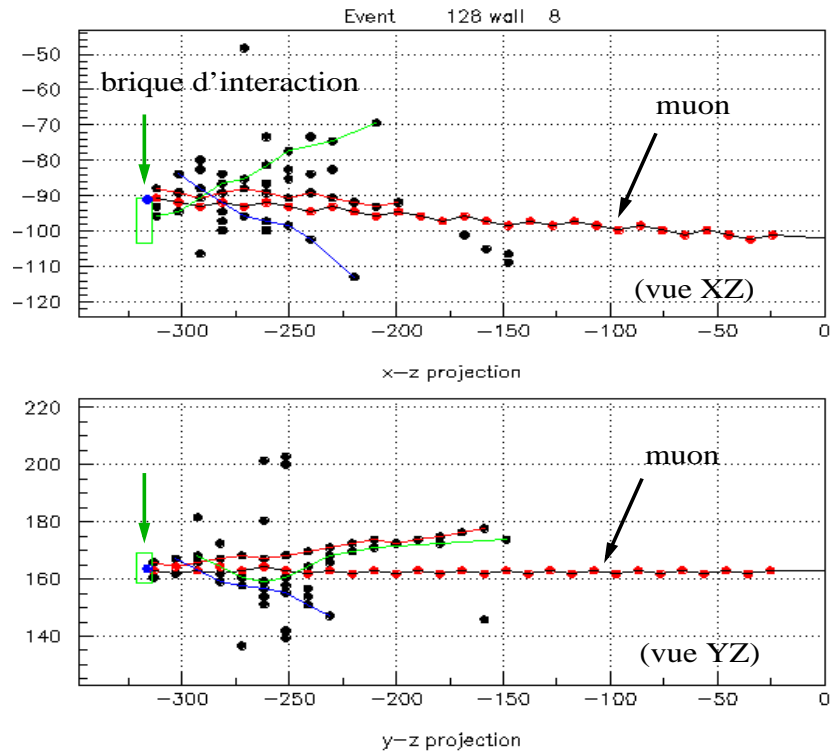 Event 128 wall 8
−50
−60
−70
−80
−90
−100
−110
−120
brique d'interaction
muon
(vue XZ)
−300 −250 −200 −150 −100 −50 0
x−z projection
220
200
180
160
140
muon
(vue YZ)
−300 −250 −200 −150 −100 −50 0
y−z projection